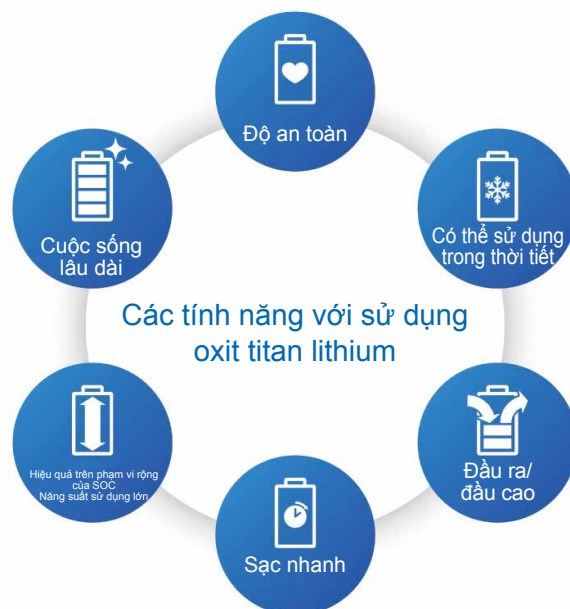 Độ an toàn
Có thể sử dụng
trong thời tiết
Đầu ra/
đầu cao
Sạc nhanh
Hiệu quả trên phạm vi rộng
của SOC
Năng suất sử dụng lớn
Cuộc sống
lâu dài
Các tính năng với sử dụng
oxit titan lithium